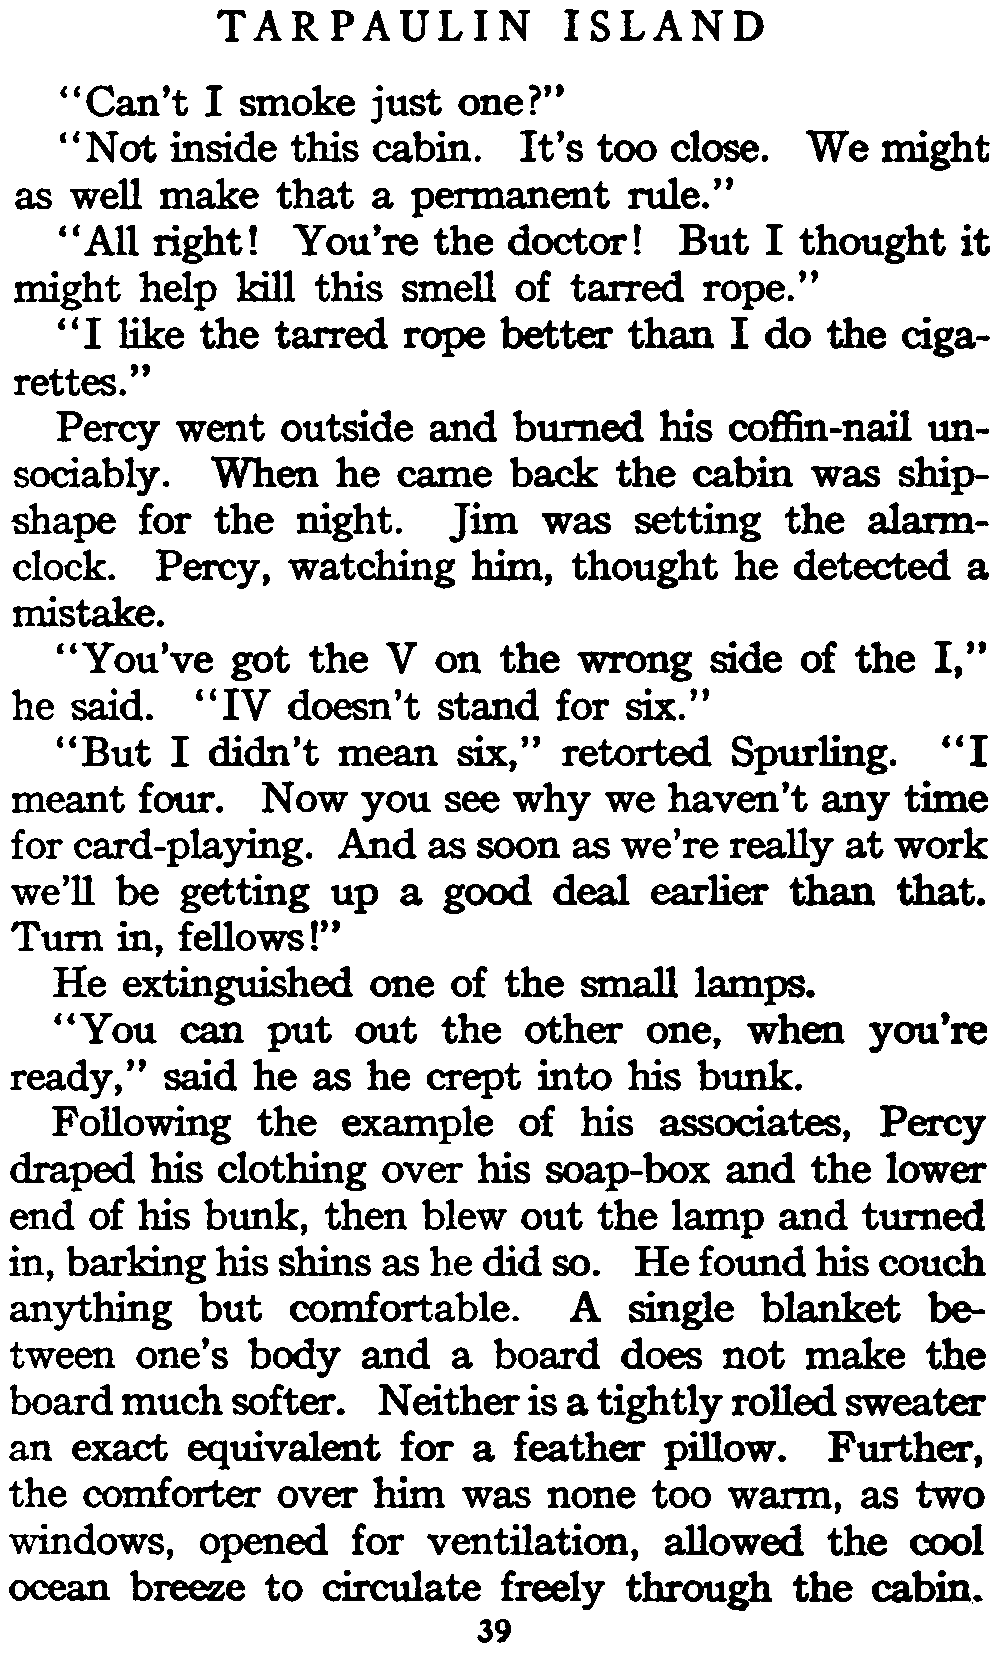 TARPAULIN ISLAND
“Can't I smoke just one?”
“Not inside this cabin. It's too close. We might
as well make that a permanent rule.”
“All right! You're the doctor! But I thought it
might help kill this smell of tarred rope.”
“I like the tarred rope better than I do the ciga-
rettes.”
Percy went outside and burned his coffin-nail un-
sociably. When he came back the cabin was ship-
shape for the night. Jim was setting the alarm-
clock. Percy, watching him, thought he detected a
mistake.
“You've got the V on the wrong side of the I,”
he said. “IV doesn't stand for six.”
“But I didn't mean six,” retorted Spurling. “I
meant four. Now you see why we haven't any time
for card-playing. And as soon as we're really at work
we'll be getting up a good deal earlier than that.
Turn in, fellows!”
He extinguished one of the small lamps.
“You can put out the other one, when you're
ready,” said he as he crept into his bunk.
Following the example of his associates, Percy
draped his clothing over his soap-box and the lower
end of his bunk, then blew out the lamp and turned
in, barking his shins as he did so. He found his couch
anything but comfortable. A single blanket be-
tween one's body and a board does not make the
board much softer. Neither is a tightly rolled sweater
an exact equivalent for a feather pillow. Further,
the comforter over him was none too warm, as two
windows, opened for ventilation, allowed the cool
ocean breeze to circulate freely through the cabin.
39